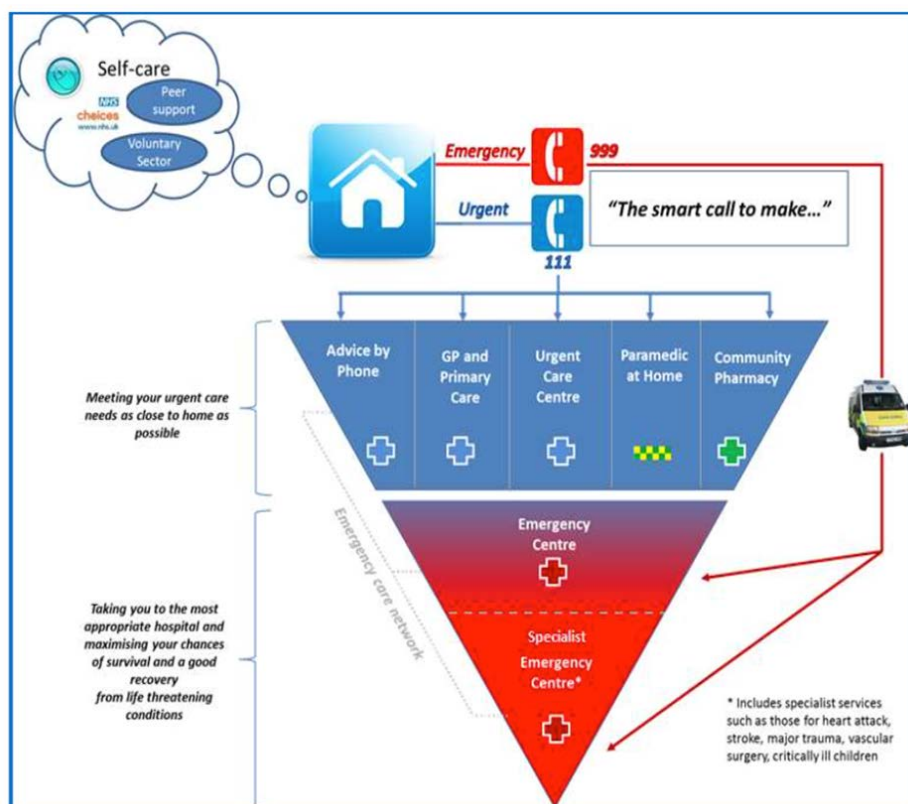 Self-care
Peer
support
NHS
choices
www.nhs.uk
Voluntary
Sector
Emergency
999
Urgent
111
“The smart call to make...”
Advice by
Phone
GP and
Primary
Care
Urgent
Care
Centre
Paramedic
at Home
Community
Pharmacy
Meeting your urgent care
needs as close to home as
possible
Emergency
Centre
Emergency care network
Taking you to the most
appropriate hospital and
maximising your chances
of survival and a good
recovery
from life threatening
conditions
Specialist
Emergency
Centre*
* Includes specialist services
such as those for heart attack,
stroke, major trauma, vascular
surgery, critically ill children